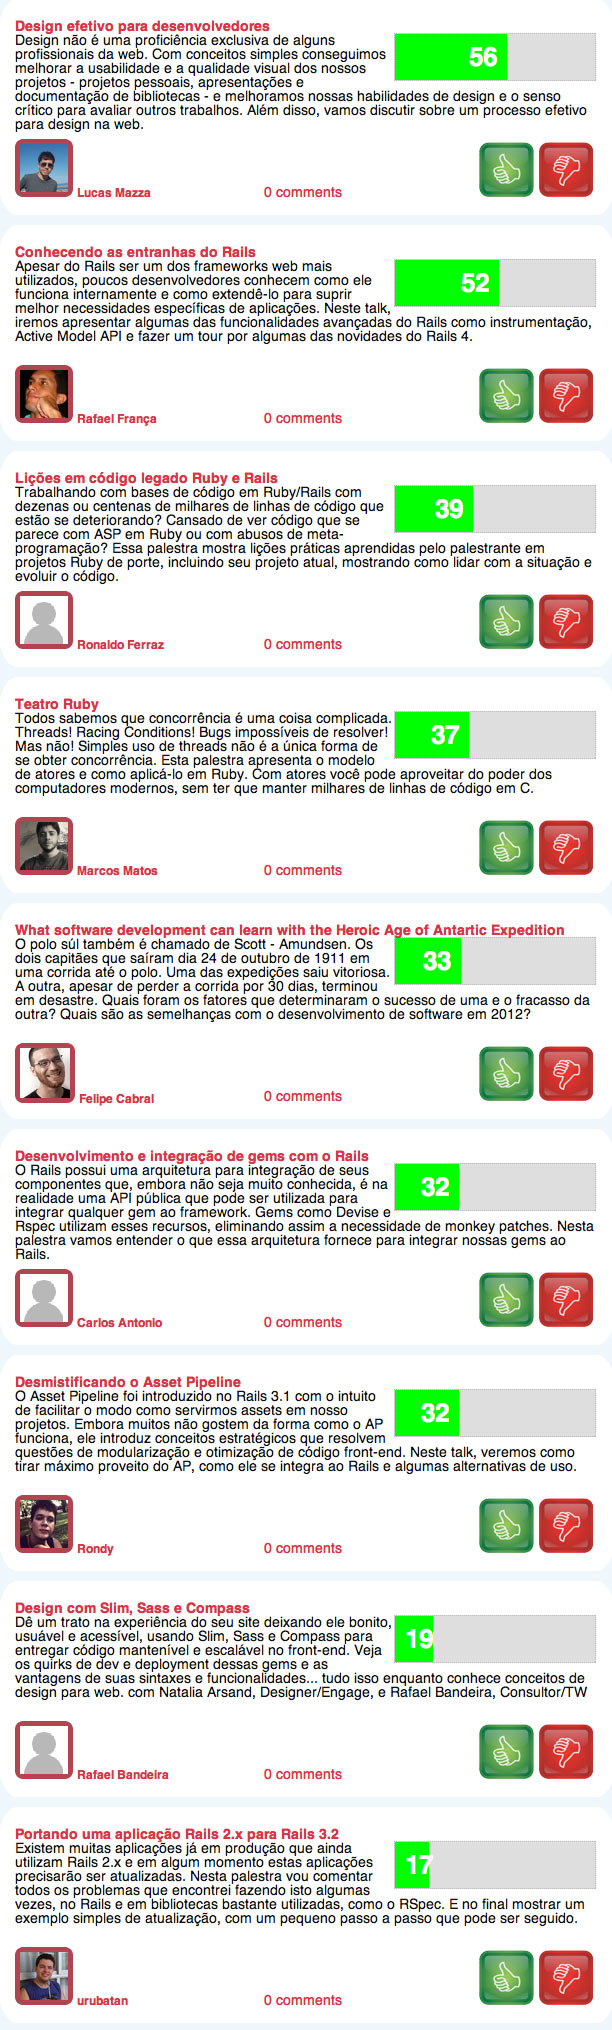 Design efetivo para desenvolvedores
Design não é uma proficiência exclusiva de alguns
profissionais da web. Com conceitos simples conseguimos
melhorar a usabilidade e a qualidade visual dos nossos
projetos - projetos pessoais, apresentações e
documentação de bibliotecas - e melhoramos nossas habilidades de design e o senso
crítico para avaliar outros trabalhos. Além disso, vamos discutir sobre um processo efetivo
para design na web.
56
Lucas Mazza
0 comments
Conhecendo as entranhas do Rails
Apesar do Rails ser um dos frameworks web mais
utilizados, poucos desenvolvedores conhecem como ele
funciona internamente e como extendê-lo para suprir
melhor necessidades específicas de aplicações. Neste talk,
iremos apresentar algumas das funcionalidades avançadas do Rails como instrumentação,
Active Model API e fazer um tour por algumas das novidades do Rails 4.
52
Rafael França
0 comments
Lições em código legado Ruby e Rails
Trabalhando com bases de código em Ruby/Rails com
dezenas ou centenas de milhares de linhas de código que
estão se deteriorando? Cansado de ver código que se
parece com ASP em Ruby ou com abusos de meta-
programação? Essa palestra mostra lições práticas aprendidas pelo palestrante em
projetos Ruby de porte, incluindo seu projeto atual, mostrando como lidar com a situação e
evoluir o código.
39
Ronaldo Ferraz
0 comments
Teatro Ruby
Todos sabemos que concorrência é uma coisa complicada.
Threads! Racing Conditions! Bugs impossíveis de resolver!
Mas não! Simples uso de threads não é a única forma de
se obter concorrência. Esta palestra apresenta o modelo
de atores e como aplicá-lo em Ruby. Com atores você pode aproveitar do poder dos
computadores modernos, sem ter que manter milhares de linhas de código em C.
37
Marcos Matos
0 comments
What software development can learn with the Heroic Age of Antartic Expedition
O polo súl também é chamado de Scott - Amundsen. Os
dois capitães que saíram dia 24 de outubro de 1911 em
uma corrida até o polo. Uma das expedições saiu vitoriosa.
A outra, apesar de perder a corrida por 30 dias, terminou
em desastre. Quais foram os fatores que determinaram o sucesso de uma e o fracasso da
outra? Quais são as semelhanças com o desenvolvimento de software em 2012?
33
Felipe Cabral
0 comments
Desenvolvimento e integração de gems com o Rails
O Rails possui uma arquitetura para integração de seus
componentes que, embora não seja muito conhecida, é na
realidade uma API pública que pode ser utilizada para
integrar qualquer gem ao framework. Gems como Devise e
Rspec utilizam esses recursos, eliminando assim a necessidade de monkey patches. Nesta
palestra vamos entender o que essa arquitetura fornece para integrar nossas gems ao
Rails.
32
Carlos Antonio
0 comments
Desmistificando o Asset Pipeline
O Asset Pipeline foi introduzido no Rails 3.1 com o intuito
de facilitar o modo como servirmos assets em nosso
projetos. Embora muitos não gostem da forma como o AP
funciona, ele introduz conceitos estratégicos que resolvem
questões de modularização e otimização de código front-end. Neste talk, veremos como
tirar máximo proveito do AP, como ele se integra ao Rails e algumas alternativas de uso.
32
Rondy
0 comments
Design com Slim, Sass e Compass
Dê um trato na experiência do seu site deixando ele bonito,
usuável e acessível, usando Slim, Sass e Compass para
entregar código mantenível e escalável no front-end. Veja
os quirks de dev e deployment dessas gems e as
vantagens de suas sintaxes e funcionalidades... tudo isso enquanto conhece conceitos de
design para web. com Natalia Arsand, Designer/Engage, e Rafael Bandeira, Consultor/TW
19
Rafael Bandeira
0 comments
Portando uma aplicação Rails 2.x para Rails 3.2
Existem muitas aplicações já em produção que ainda
utilizam Rails 2.x e em algum momento estas aplicações
precisarão ser atualizadas. Nesta palestra vou comentar
todos os problemas que encontrei fazendo isto algumas
vezes, no Rails e em bibliotecas bastante utilizadas, como o RSpec. E no final mostrar um
exemplo simples de atualização, com um pequeno passo a passo que pode ser seguido.
17
urubatan
0 comments